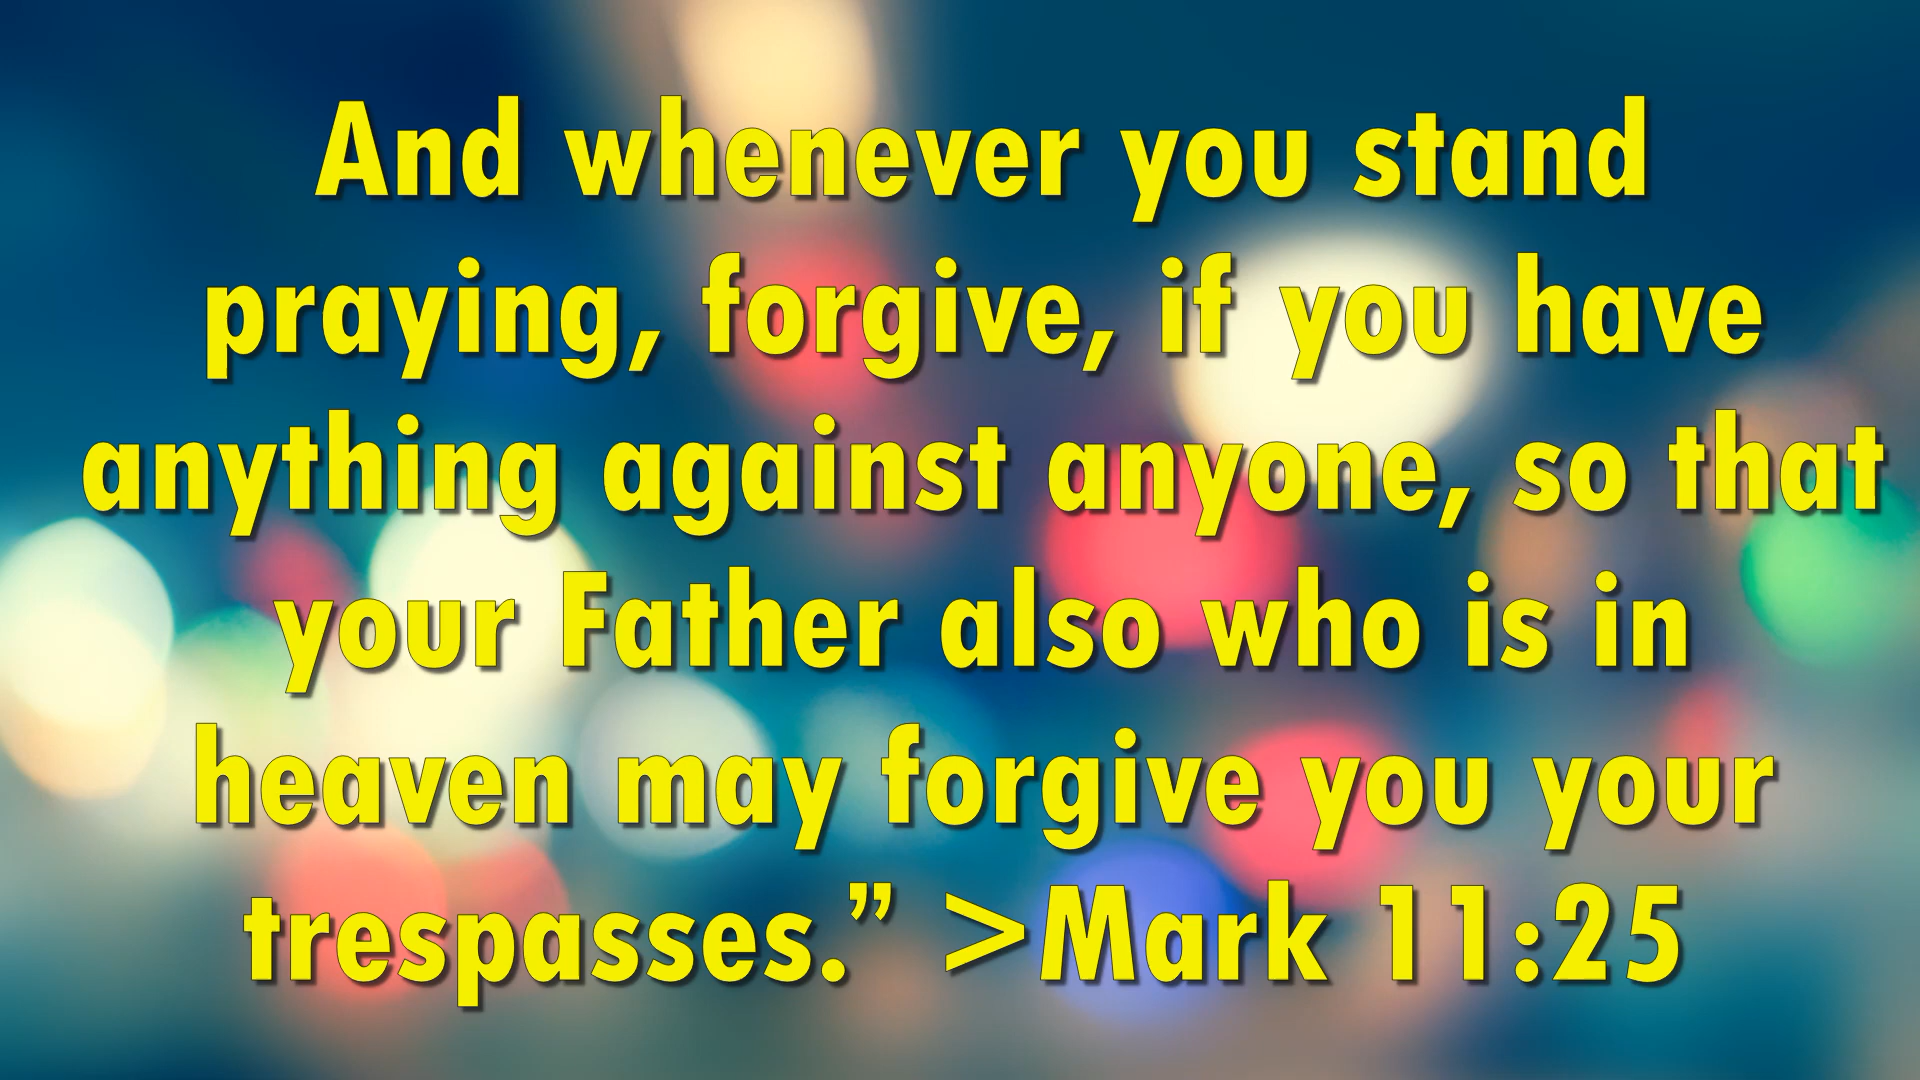 And whenever you stand
praying, forgive, if you have
anything against anyone, so that
your Father also who is in
heaven may forgive you your
trespasses.” >Mark 11:25